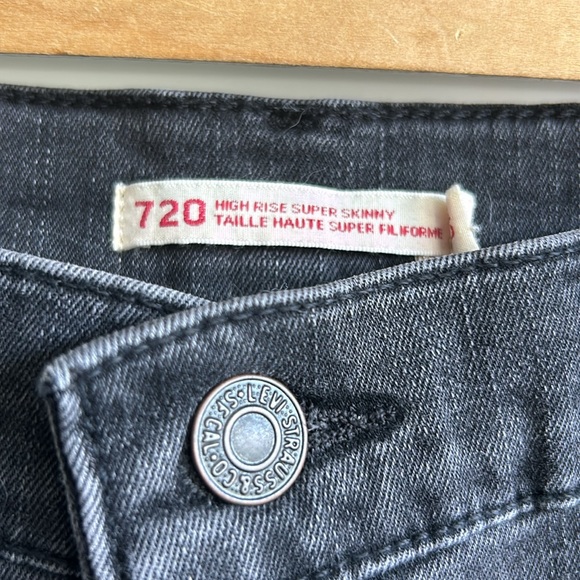 720
HIGH RISE SUPER SKINNY
TAILLE HAUTE SUPER FILIFORME
LEVI STRAUSS & CO. S.F. CAL.